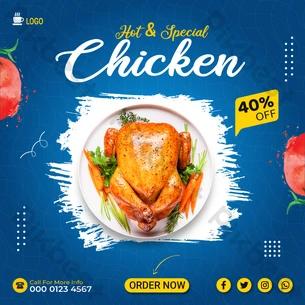 LOGO
Hot & Special
Chicken
40%
OFF
Call For More Info
000 0123 4567
ORDER NOW